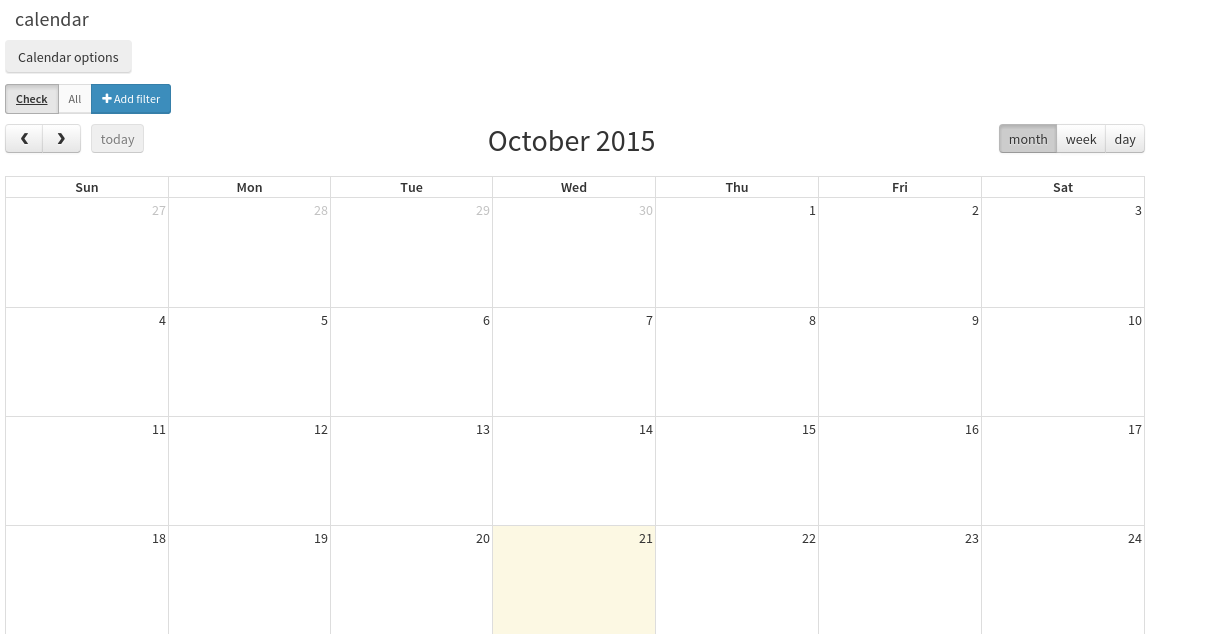 calendar
Calendar options
Check All Add filter
today October 2015 month week day
Sun Mon Tue Wed Thu Fri Sat
27 28 29 30 1 2 3
4 5 6 7 8 9 10
11 12 13 14 15 16 17
18 19 20 21 22 23 24